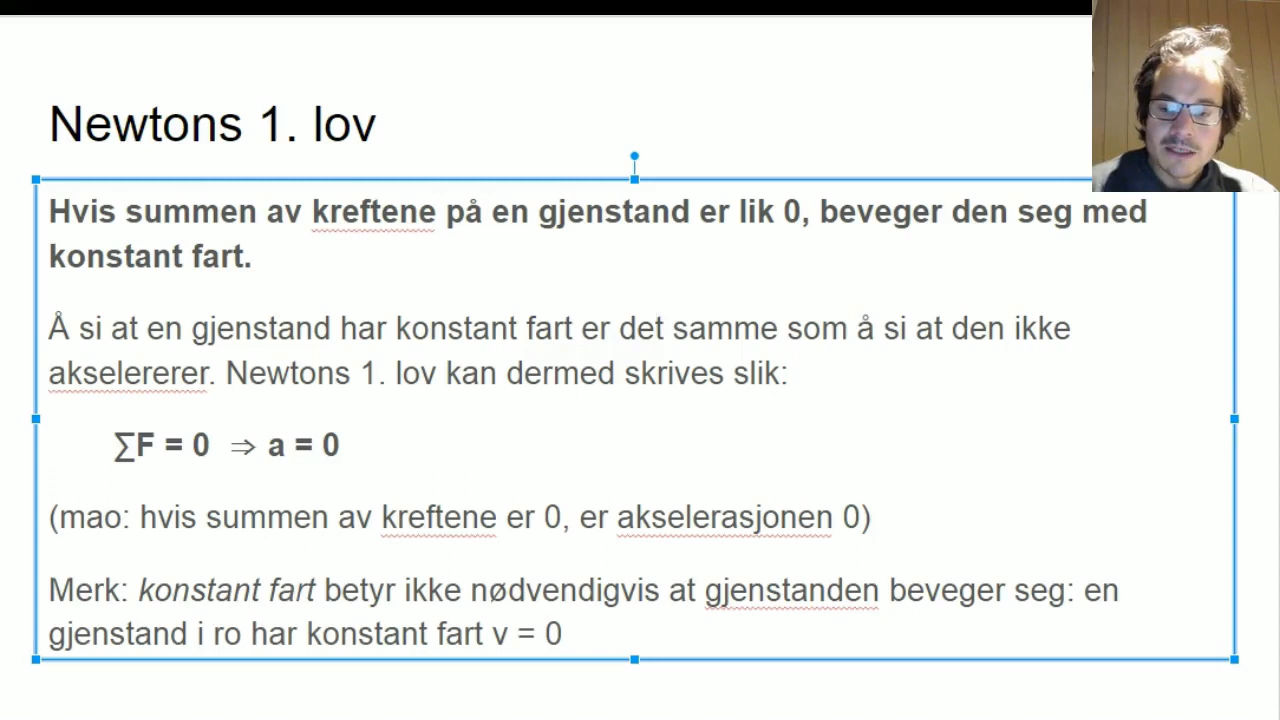 Newtons 1. lov
Hvis summen av kreftene på en gjenstand er lik 0, beveger den seg med
konstant fart.
Å si at en gjenstand har konstant fart er det samme som å si at den ikke
akselererer. Newtons 1. lov kan dermed skrives slik:
∑F = 0 ⇒ a = 0
(mao: hvis summen av kreftene er 0, er akselerasjonen 0)
Merk: konstant fart betyr ikke nødvendigvis at gjenstanden beveger seg: en
gjenstand i ro har konstant fart v = 0